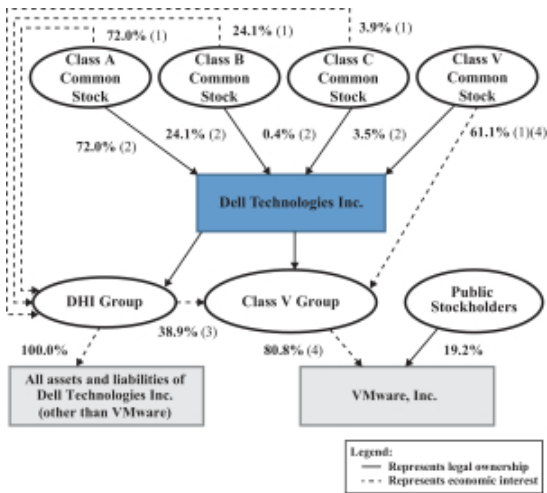 72.0% (1)
24.1% (1)
3.9% (1)
Class A
Common
Stock
Class B
Common
Stock
Class C
Common
Stock
Class V
Common
Stock
72.0% (2)
24.1% (2)
0.4% (2)
3.5% (2)
61.1% (1)(4)
Dell Technologies Inc.
DHI Group
Class V Group
Public
Stockholders
38.9% (3)
100.0%
80.8% (4)
19.2%
All assets and liabilities of
Dell Technologies Inc.
(other than VMware)
VMware, Inc.
Legend:
Represents legal ownership
Represents economic interest